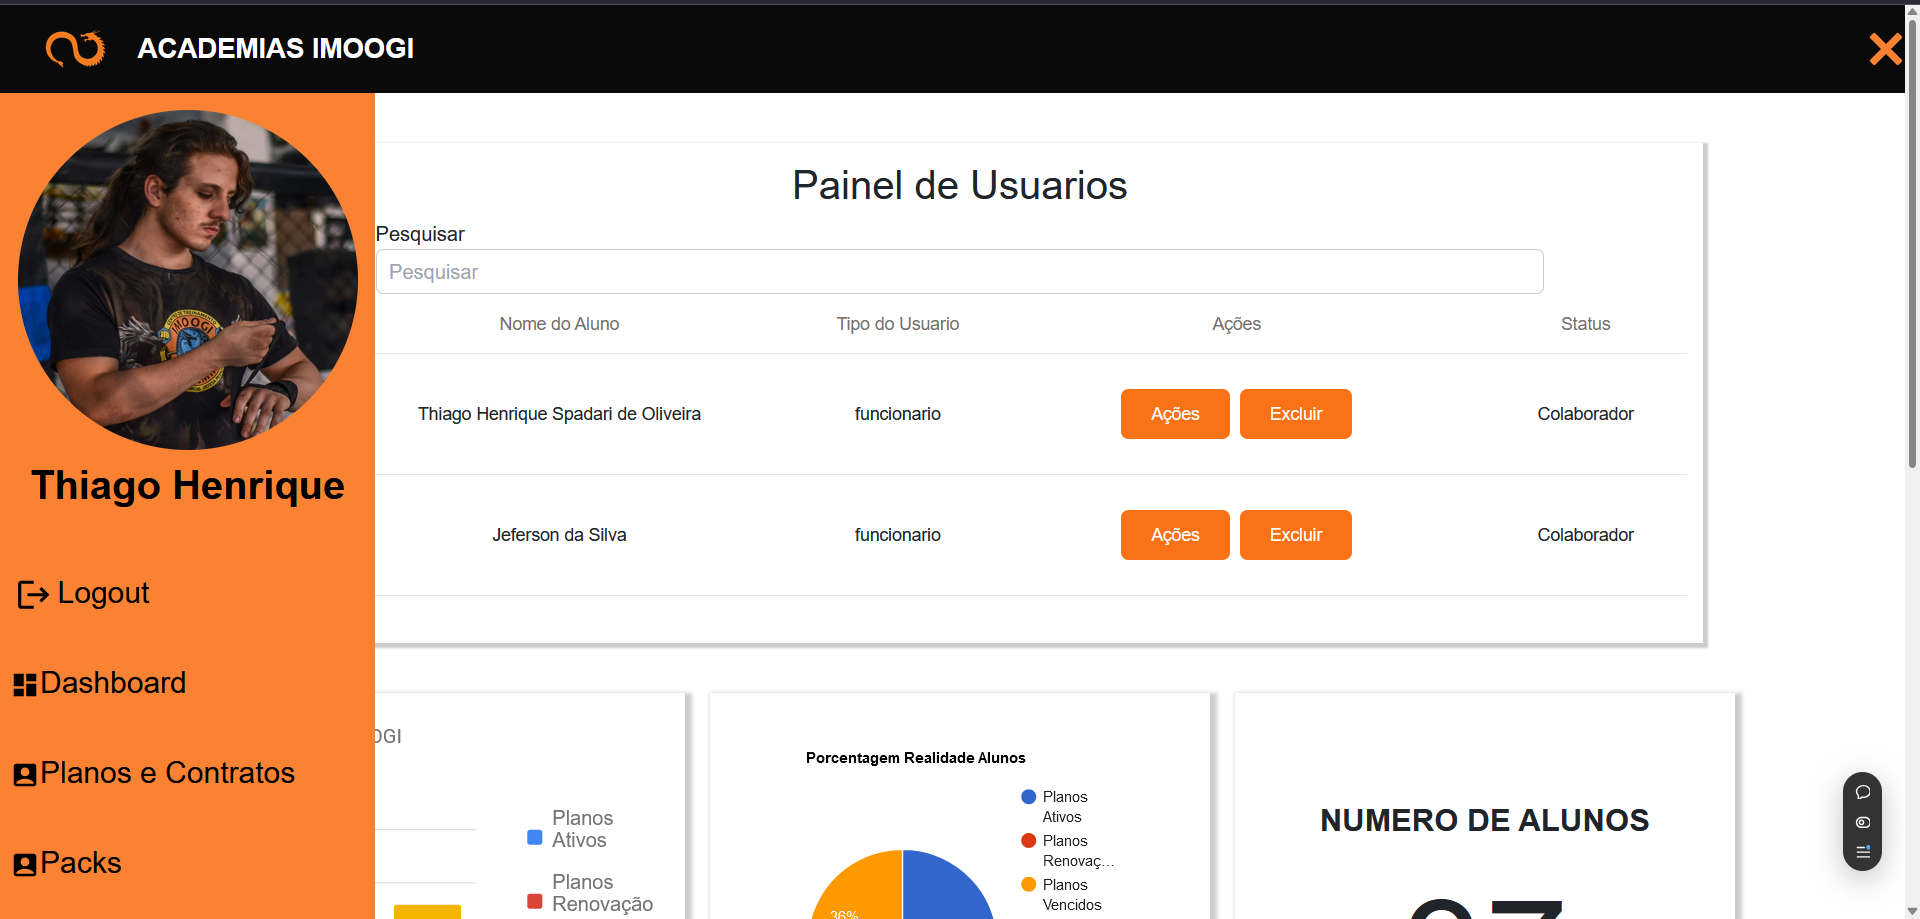 ACADEMIAS IMOOGI
IMOOGI
Thiago Henrique
Logout
Dashboard
Planos e Contratos
Packs
Painel de Usuarios
Pesquisar
Pesquisar
Nome do Aluno Tipo do Usuario Ações Status
Thiago Henrique Spadari de Oliveira funcionario Ações Excluir Colaborador
Jeferson da Silva funcionario Ações Excluir Colaborador
OGI
Planos
Ativos
Planos
Renovação
Porcentagem Realidade Alunos
Planos
Ativos
Planos
Renovaç...
Planos
Vencidos
36%
NUMERO DE ALUNOS